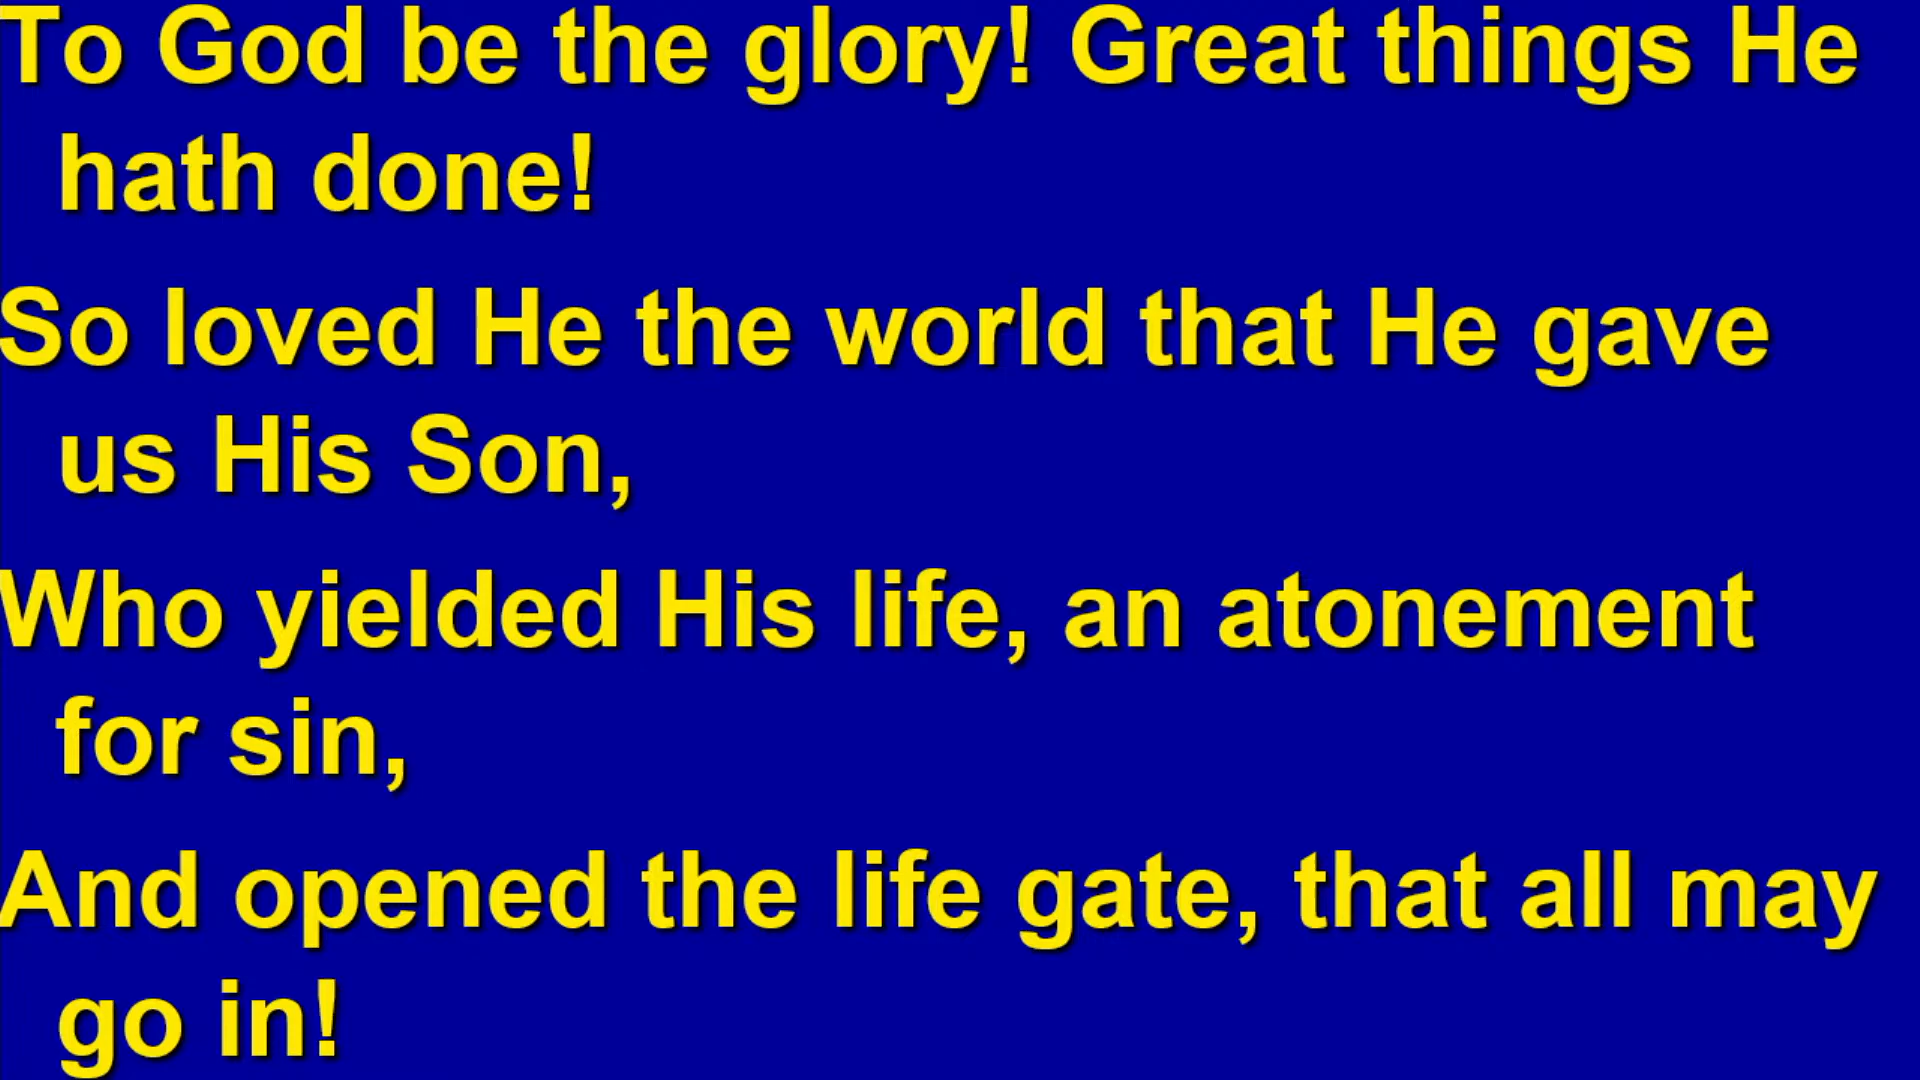 To God be the glory! Great things He
hath done!
So loved He the world that He gave
us His Son,
Who yielded His life, an atonement
for sin,
And opened the life gate, that all may
go in!